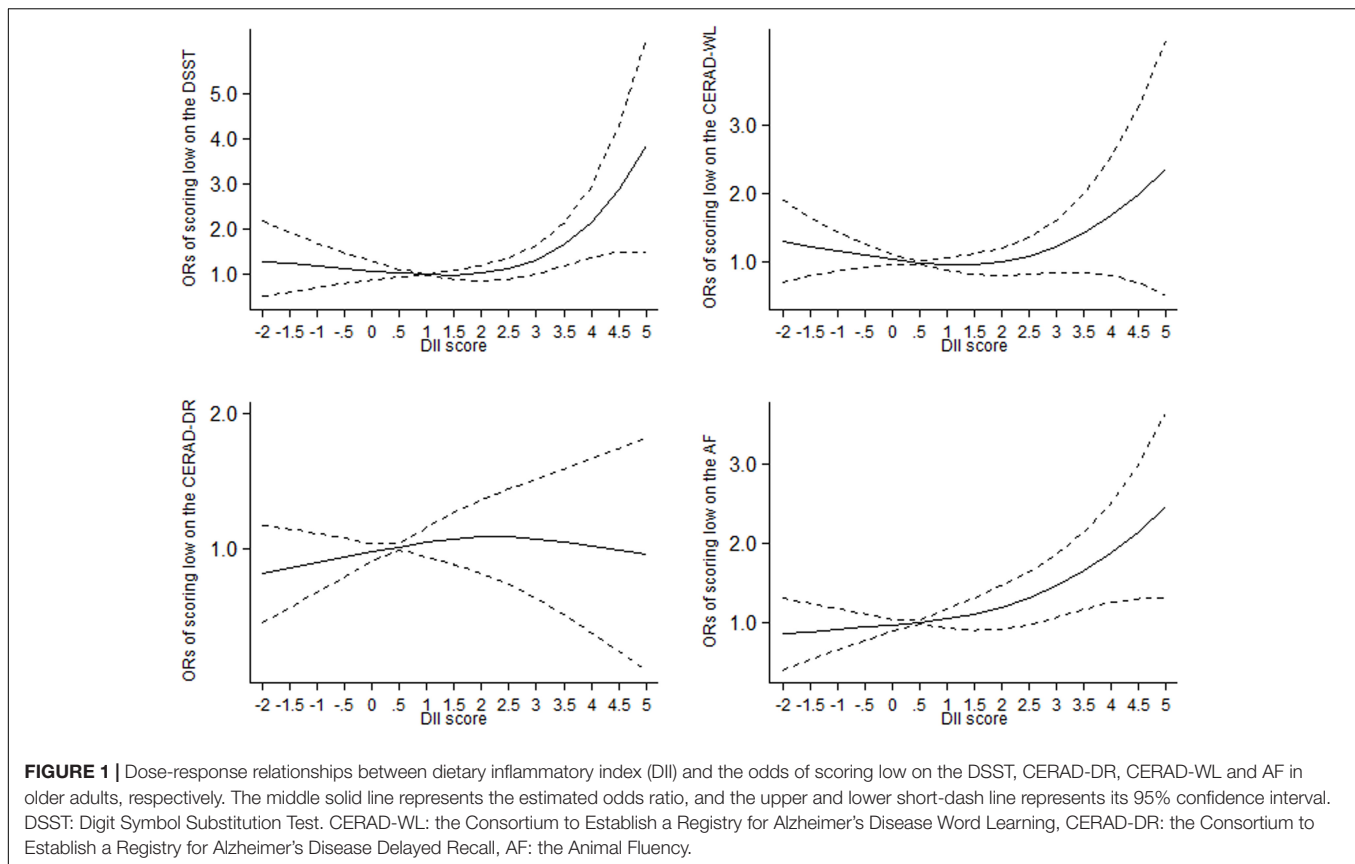 ORs of scoring low on the DSST
5.0
4.0
3.0
2.0
1.0
-2 -1.5 -1 -.5 0 .5 1 1.5 2 2.5 3 3.5 4 4.5 5
DII score
ORs of scoring low on the CERAD-WL
3.0
2.0
1.0
-2 -1.5 -1 -.5 0 .5 1 1.5 2 2.5 3 3.5 4 4.5 5
DII score
ORs of scoring low on the CERAD-DR
2.0
1.0
-2 -1.5 -1 -.5 0 .5 1 1.5 2 2.5 3 3.5 4 4.5 5
DII score
ORs of scoring low on the AF
3.0
2.0
1.0
-2 -1.5 -1 -.5 0 .5 1 1.5 2 2.5 3 3.5 4 4.5 5
DII score
FIGURE 1 | Dose-response relationships between dietary inflammatory index (DII) and the odds of scoring low on the DSST, CERAD-DR, CERAD-WL and AF in
older adults, respectively. The middle solid line represents the estimated odds ratio, and the upper and lower short-dash line represents its 95% confidence interval.
DSST: Digit Symbol Substitution Test. CERAD-WL: the Consortium to Establish a Registry for Alzheimer's Disease Word Learning, CERAD-DR: the Consortium to
Establish a Registry for Alzheimer's Disease Delayed Recall, AF: the Animal Fluency.